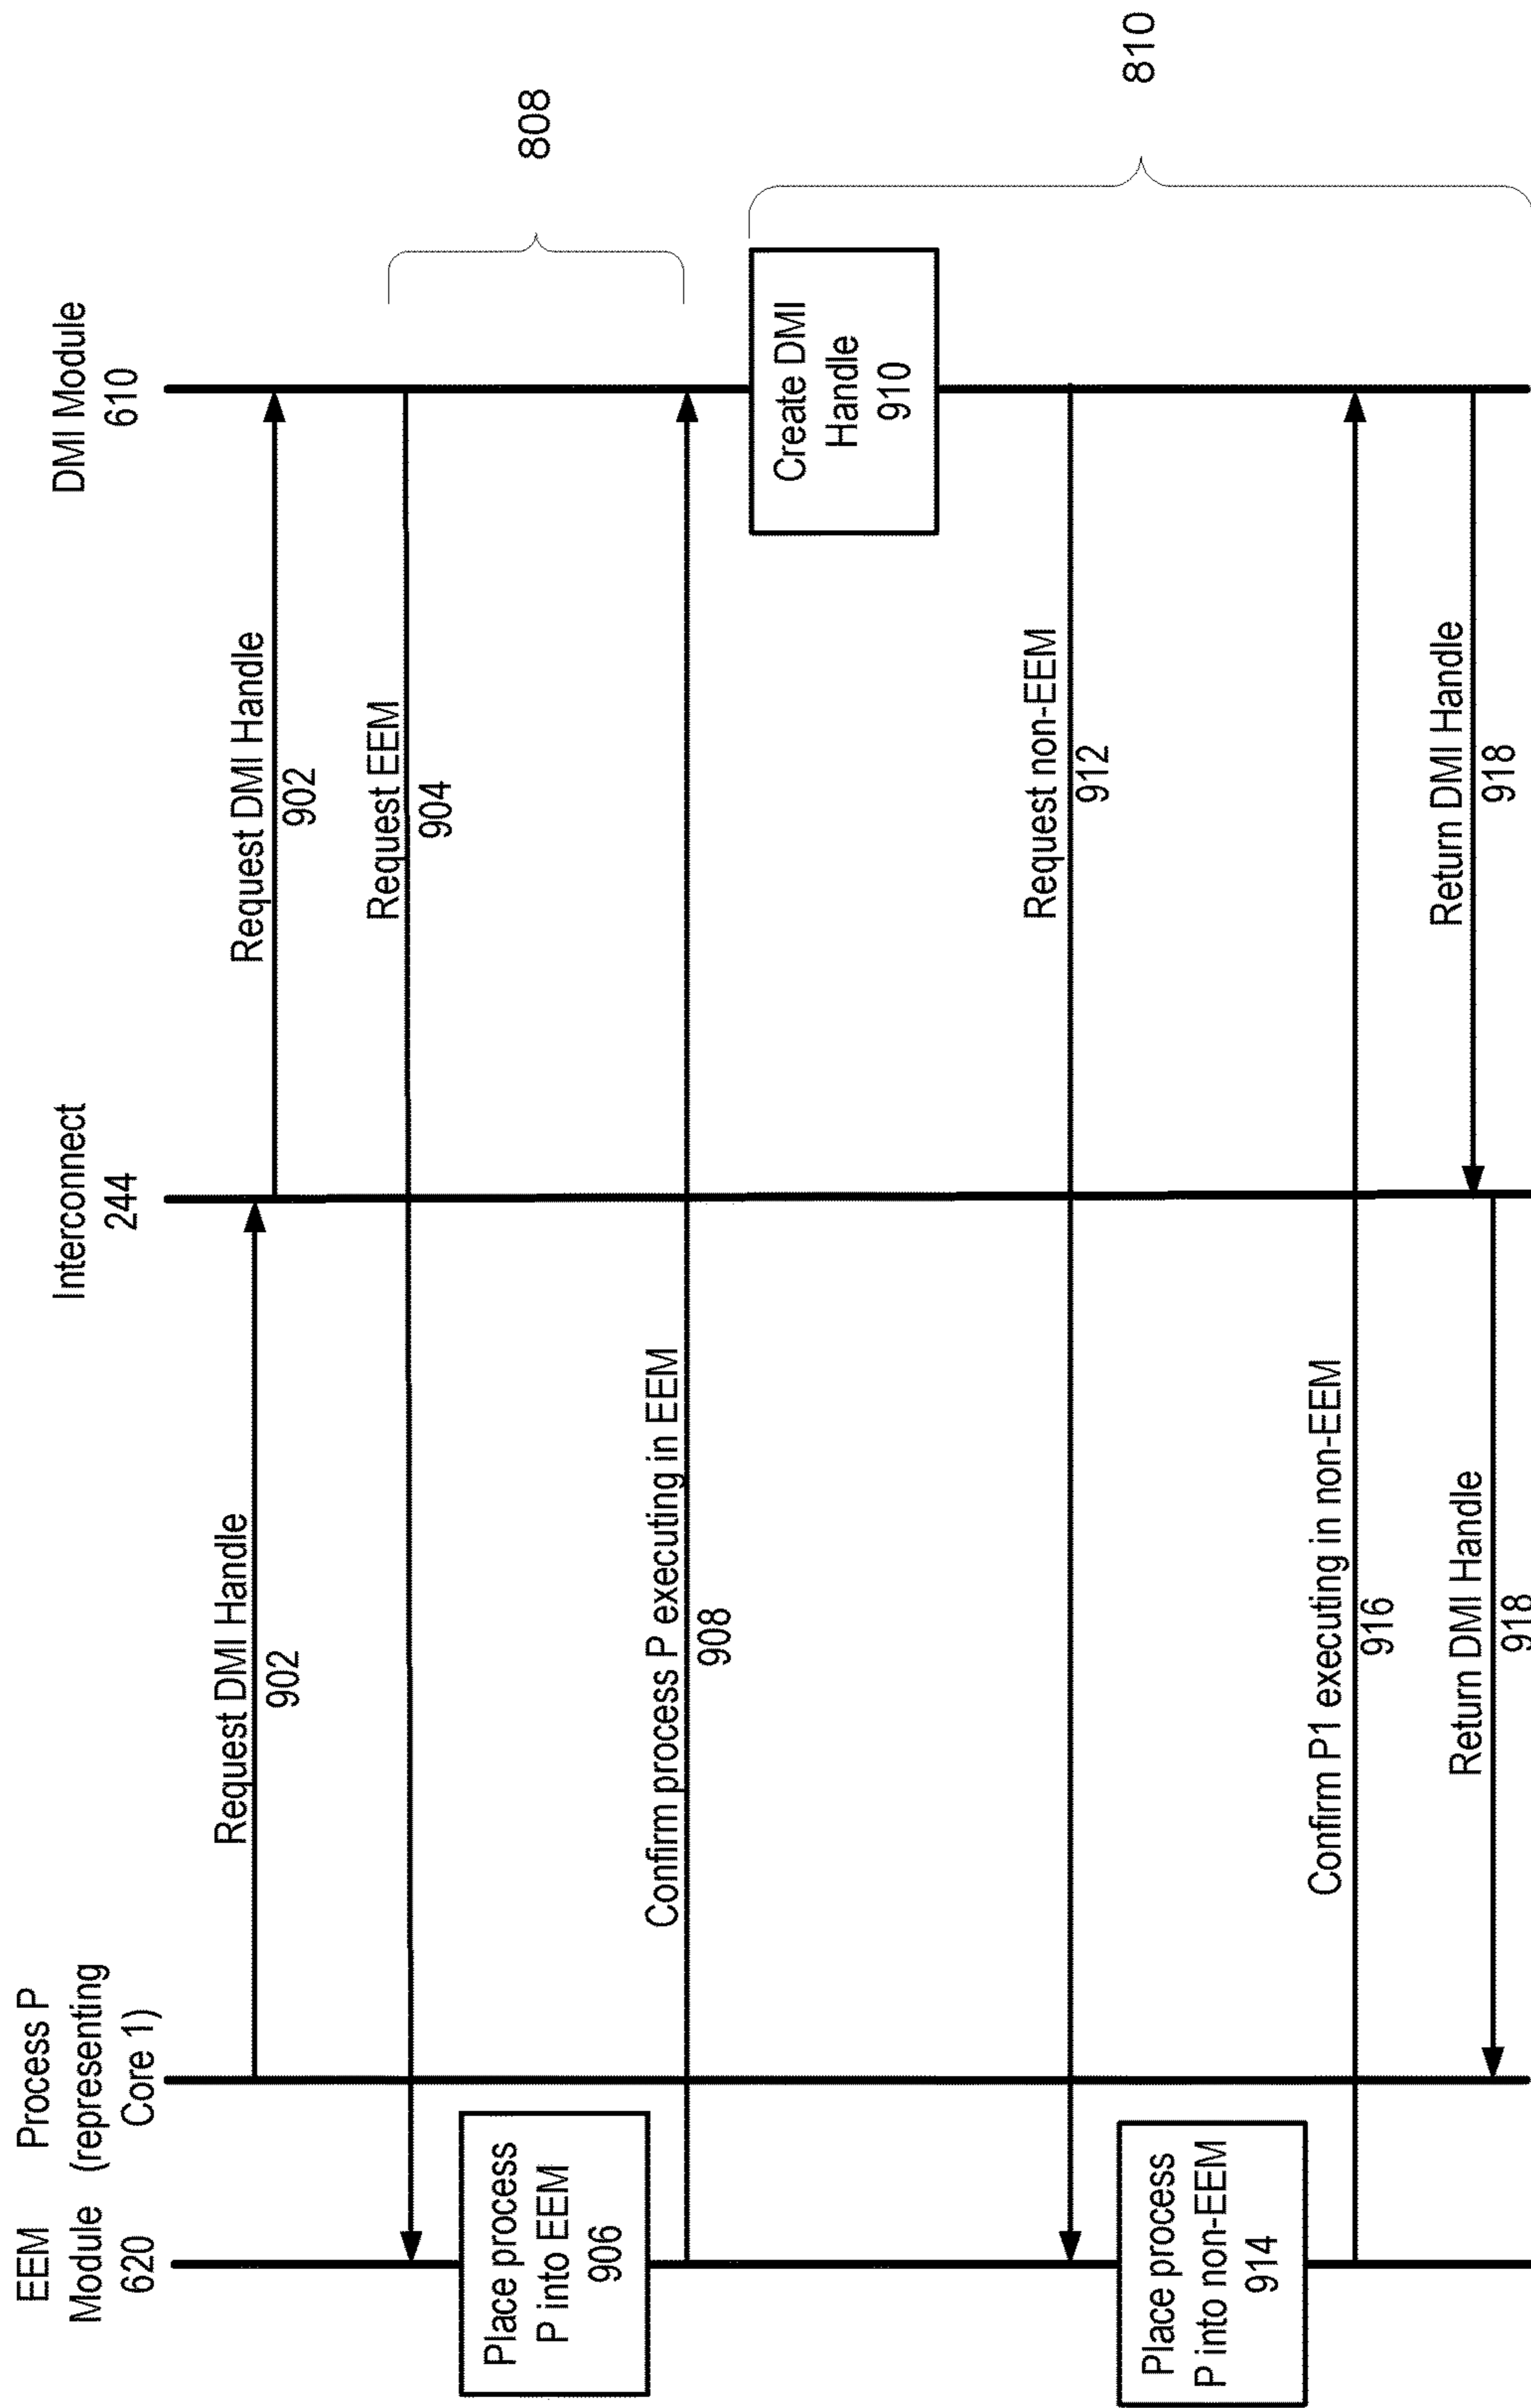 EEM
Module
620
Process P
(representing
Core 1)
Interconnect
244
DMI Module
610
Request DMI Handle
902
Request DMI Handle
902
Request EEM
904
808
Place process
P into EEM
906
Confirm process P executing in EEM
908
Create DMI
Handle
910
810
Request non-EEM
912
Place process
P into non-EEM
914
Confirm P1 executing in non-EEM
916
Return DMI Handle
918
Return DMI Handle
918